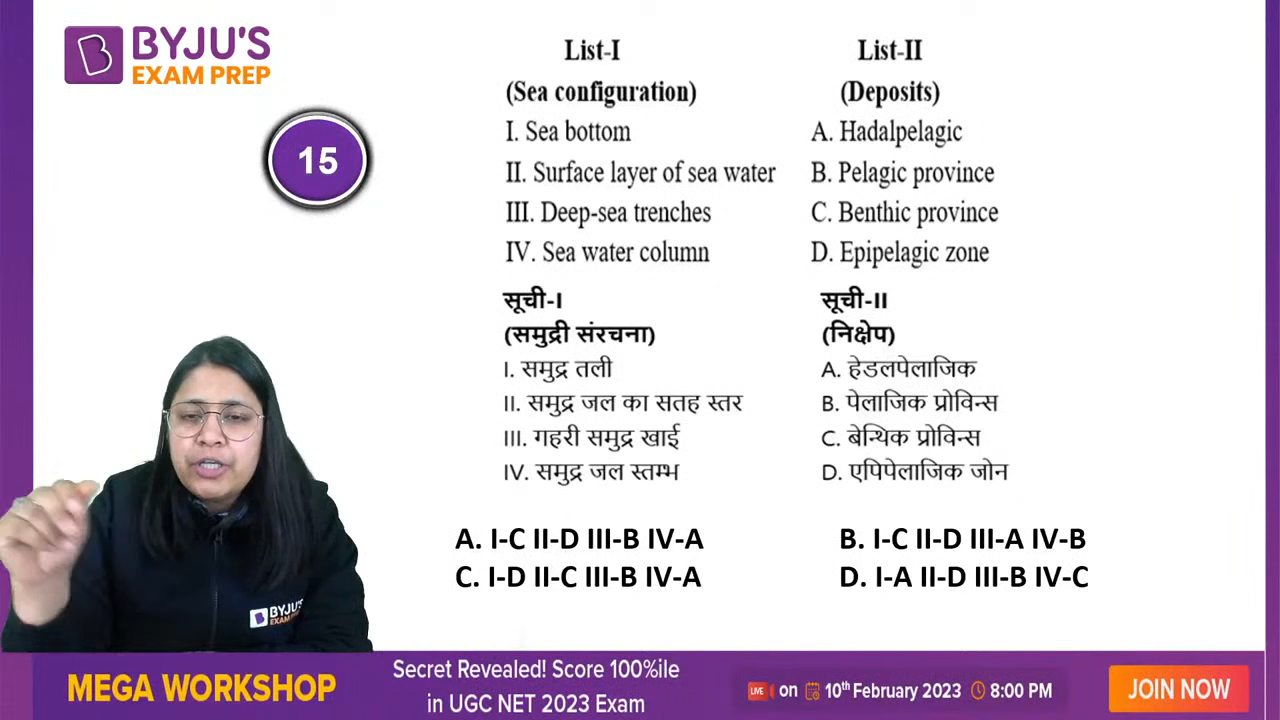 BYJU'S
EXAM PREP
15
List-I List-II
(Sea configuration) (Deposits)
I. Sea bottom A. Hadalpelagic
II. Surface layer of sea water B. Pelagic province
III. Deep-sea trenches C. Benthic province
IV. Sea water column D. Epipelagic zone
सूची-I सूची-II
(समुद्री संरचना) (निक्षेप)
I. समुद्र तली A. हेडलपेलाजिक
II. समुद्र जल का सतह स्तर B. पेलाजिक प्रोविन्स
III. गहरी समुद्र खाई C. बेन्थिक प्रोविन्स
IV. समुद्र जल स्तम्भ D. एपिपेलाजिक जोन
A. I-C II-D III-B IV-A B. I-C II-D III-A IV-B
C. I-D II-C III-B IV-A D. I-A II-D III-B IV-C
BYJU'S
EXAM PREP
MEGA WORKSHOP
Secret Revealed! Score 100%ile
in UGC NET 2023 Exam
LIVE on 10th February 2023 8:00 PM
JOIN NOW